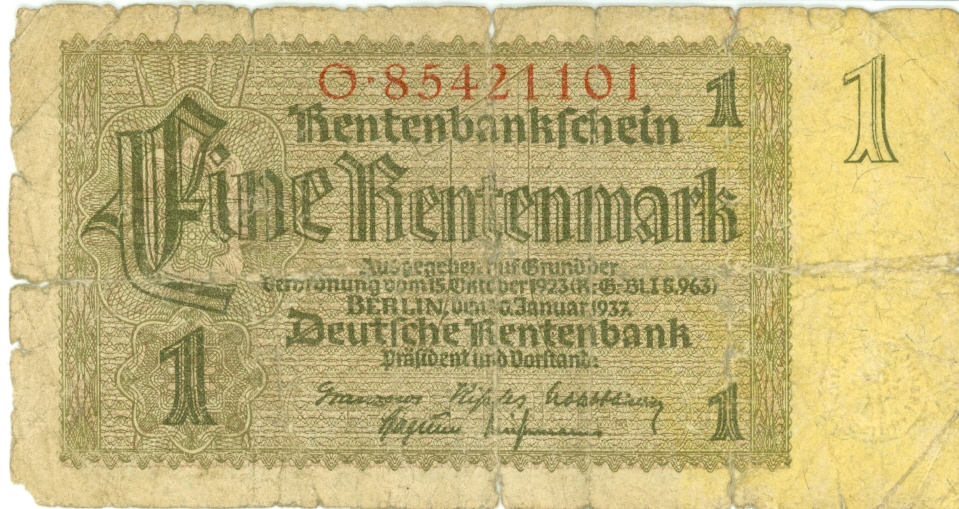 O·85421101
1
1
Rentenbankschein
Eine Rentenmark
Ausgegeben auf Grund der
Verordnung vom 15. Oktober 1923 (R.-G.-Bl. I S. 963)
BERLIN, den 30. Januar 1937.
Deutsche Rentenbank
Präsident und Vorstand:
1
1